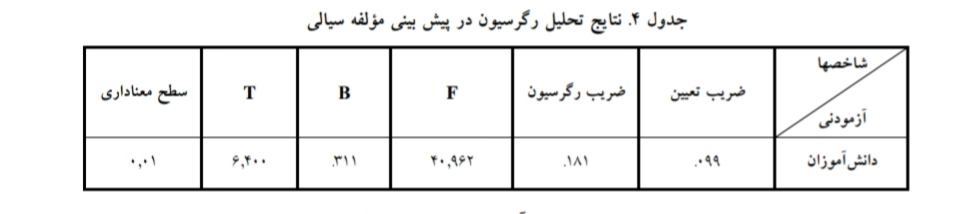 جدول ۴. نتایج تحلیل رگرسیون در پیش بینی مؤلفه سیالی
شاخصها
آزمودنی
ضریب تعیین
ضریب رگرسیون
F
B
T
سطح معناداری
دانش‌آموزان
.۰۹۹
.۱۸۱
۴۰,۹۶۲
.۳۱۱
۶,۴۰۰
۰,۰۱